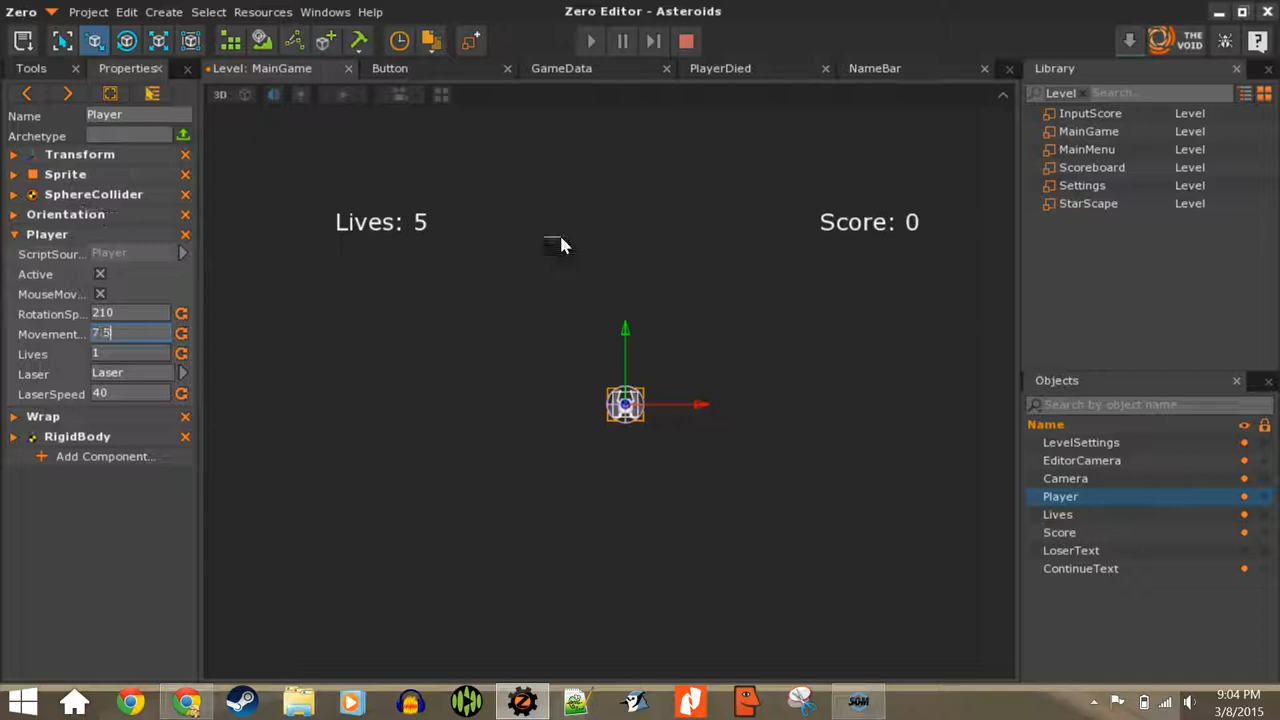 Zero Project Edit Create Select Resources Windows Help
Zero Editor - Asteroids
THE VOID
Tools Properties Level: MainGame Button GameData PlayerDied NameBar Library
3D
Level Search...
Name Player
Archetype
Transform
Sprite
SphereCollider
Orientation
Player
ScriptSour... Player
Active
MouseMov...
RotationSp... 210
Movement... 7.5
Lives 1
Laser Laser
LaserSpeed 40
Wrap
RigidBody
Add Component...
Lives: 5
Score: 0
InputScore Level
MainGame Level
MainMenu Level
Scoreboard Level
Settings Level
StarScape Level
Objects
Search by object name
Name
LevelSettings
EditorCamera
Camera
Player
Lives
Score
LoserText
ContinueText
SGM
9:04 PM
3/8/2015